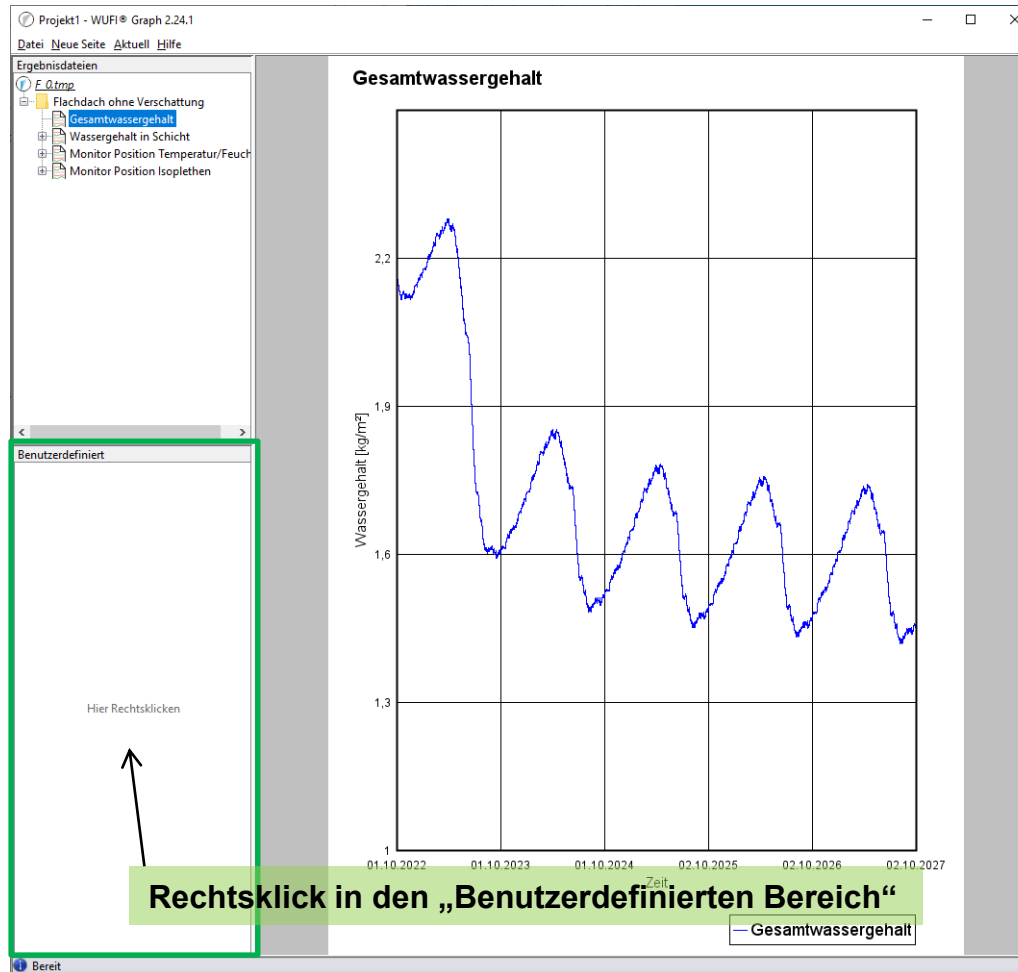 Projekt1 - WUFI® Graph 2.24.1
Datei Neue Seite Aktuell Hilfe
Ergebnisdateien
F_0.tmp
Flachdach ohne Verschattung
Gesamtwassergehalt
Wassergehalt in Schicht
Monitor Position Temperatur/Feuch
Monitor Position Isoplethen
Benutzerdefiniert
Hier Rechtsklicken
Gesamtwassergehalt
Wassergehalt [kg/m²]
2,2
1,9
1,6
1,3
1
01.10.2022 01.10.2023 01.10.2024 02.10.2025 02.10.2026 02.10.2027
Zeit
Rechtsklick in den „Benutzerdefinierten Bereich“
Gesamtwassergehalt
Bereit